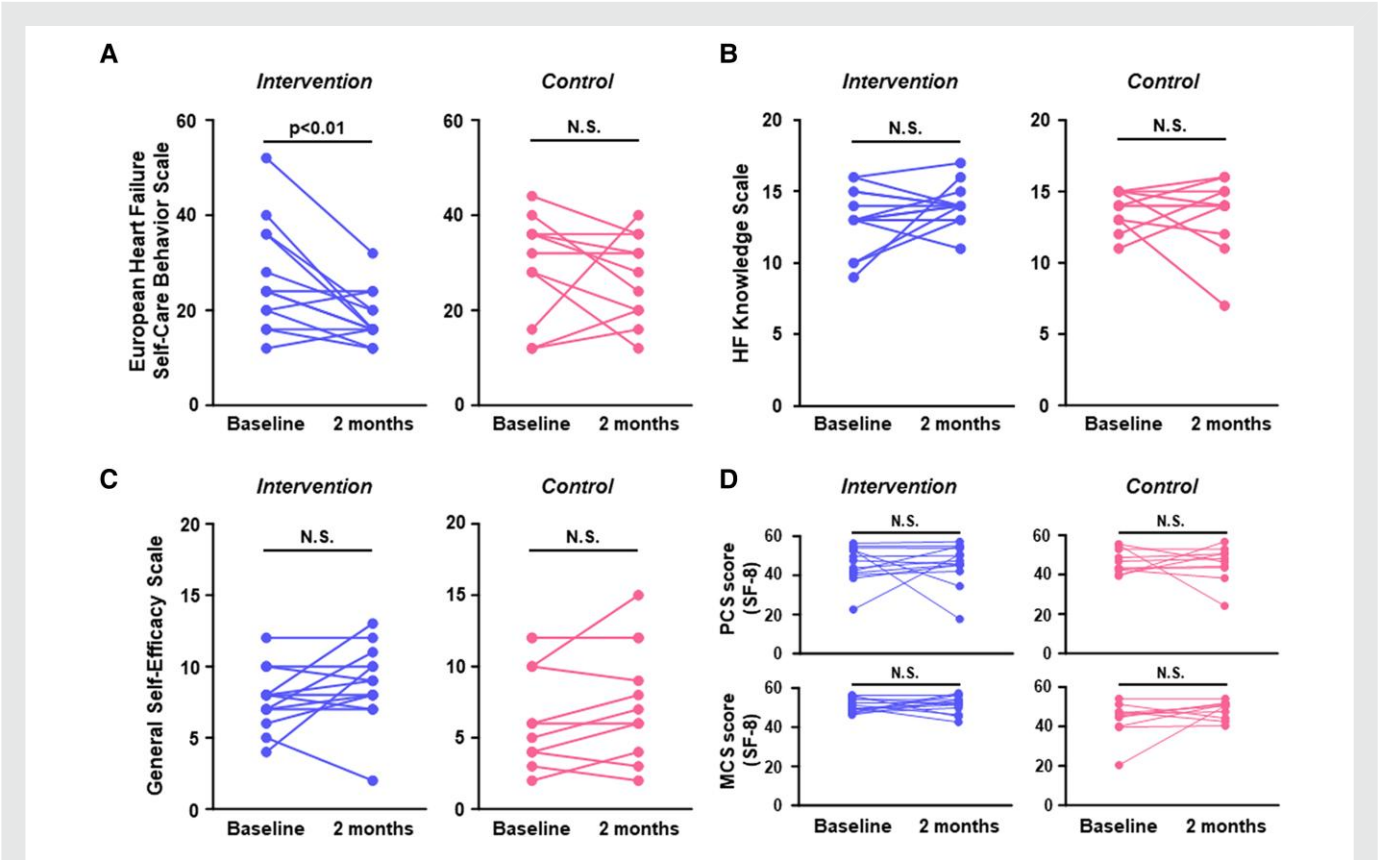 A
Intervention
Control
European Heart Failure
Self-Care Behavior Scale
60
40
20
0
p<0.01
Baseline
2 months
60
40
20
0
N.S.
Baseline
2 months
B
Intervention
Control
HF Knowledge Scale
20
15
10
5
0
N.S.
Baseline
2 months
20
15
10
5
0
N.S.
Baseline
2 months
C
Intervention
Control
General Self-Efficacy Scale
20
15
10
5
0
N.S.
Baseline
2 months
20
15
10
5
0
N.S.
Baseline
2 months
D
Intervention
Control
PCS score
(SF-8)
60
40
20
0
N.S.
60
40
20
0
N.S.
MCS score
(SF-8)
60
40
20
0
N.S.
Baseline
2 months
60
40
20
0
N.S.
Baseline
2 months